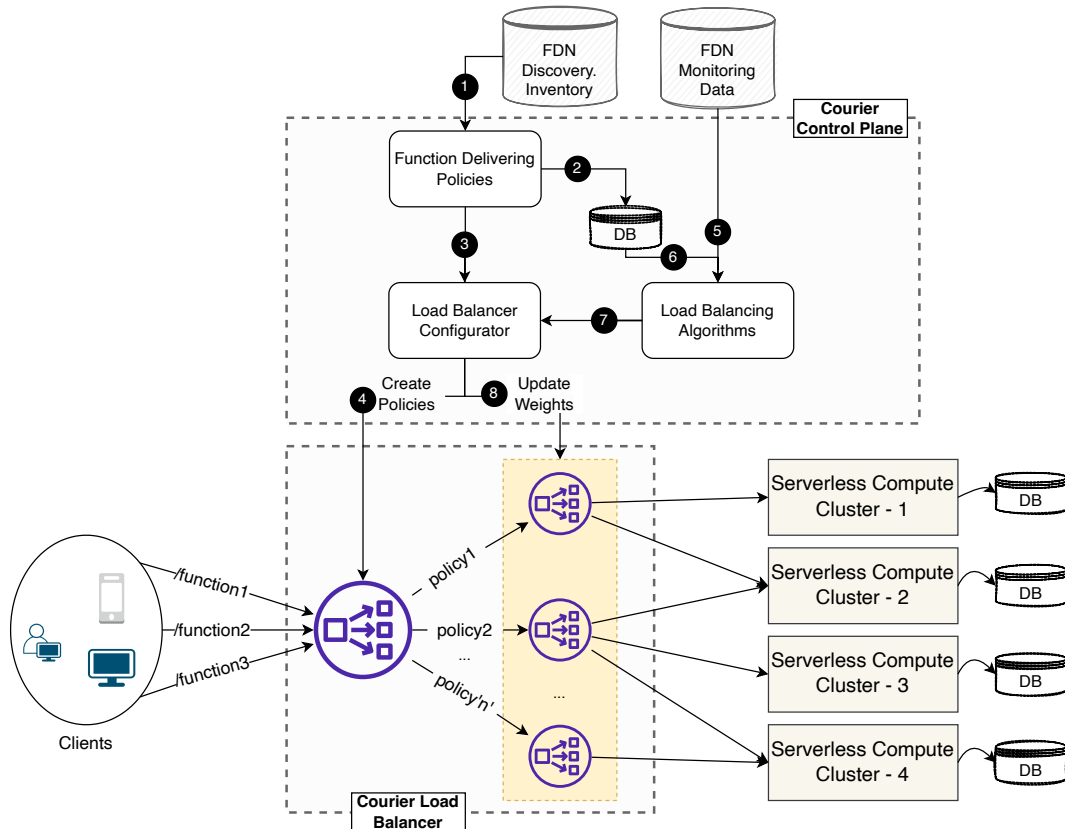 FDN
Discovery.
Inventory
FDN
Monitoring
Data
1
Courier
Control Plane
Function Delivering
Policies
2
DB
3
5
6
Load Balancer
Configurator
7
Load Balancing
Algorithms
4
Create
Policies
8
Update
Weights
Serverless Compute
Cluster - 1
DB
/function1
policy1
Serverless Compute
Cluster - 2
DB
/function2
policy2
...
/function3
Serverless Compute
Cluster - 3
DB
policy'n'
...
Clients
Serverless Compute
Cluster - 4
DB
Courier Load
Balancer